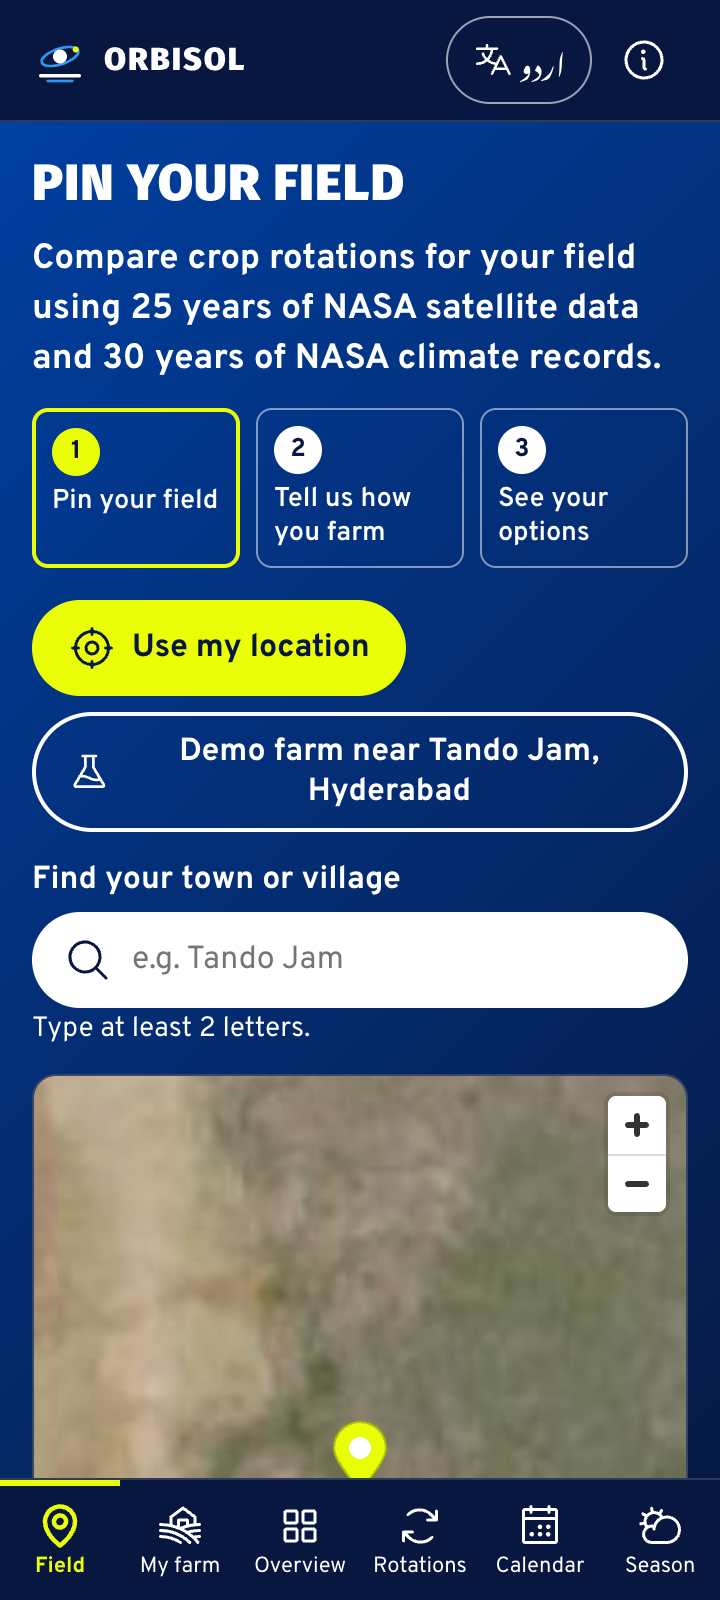 ORBISOL
اردو
PIN YOUR FIELD
Compare crop rotations for your field
using 25 years of NASA satellite data
and 30 years of NASA climate records.
1
Pin your field
2
Tell us how
you farm
3
See your
options
Use my location
Demo farm near Tando Jam,
Hyderabad
Find your town or village
e.g. Tando Jam
Type at least 2 letters.
+
−
Field
My farm
Overview
Rotations
Calendar
Season